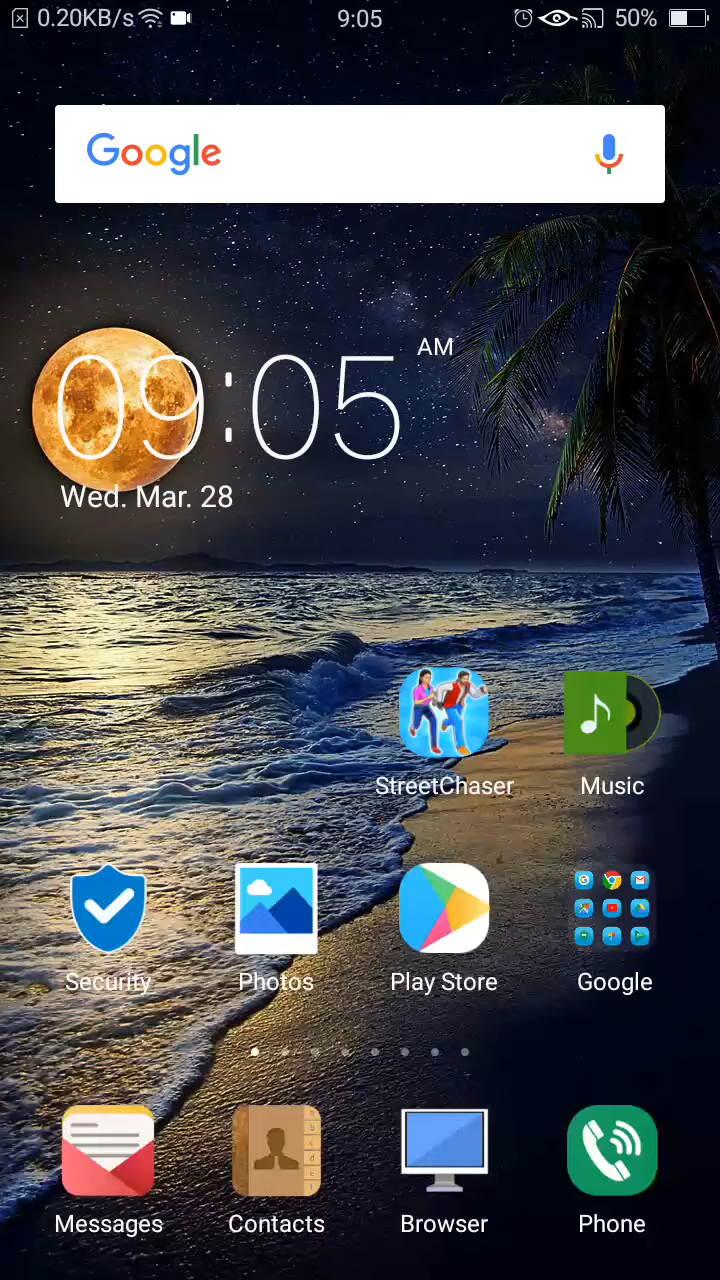 0.20KB/s 9:05 50%
Google
09:05 AM
Wed. Mar. 28
StreetChaser Music
Security Photos Play Store Google
Messages Contacts Browser Phone